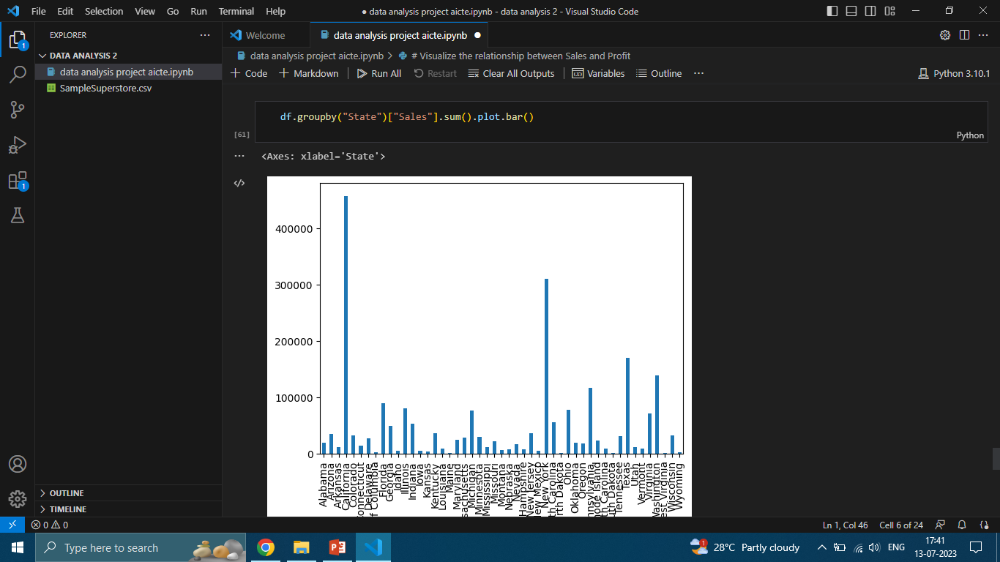 File Edit Selection View Go Run Terminal Help
● data analysis project aicte.ipynb - data analysis 2 - Visual Studio Code
EXPLORER
DATA ANALYSIS 2
data analysis project aicte.ipynb
SampleSuperstore.csv
OUTLINE
TIMELINE
Welcome
data analysis project aicte.ipynb
data analysis project aicte.ipynb > # Visualize the relationship between Sales and Profit
+ Code + Markdown Run All Restart Clear All Outputs Variables Outline ... Python 3.10.1
df.groupby("State")["Sales"].sum().plot.bar()
[61]
Python
<Axes: xlabel='State'>
400000
300000
200000
100000
0
Alabama
Arizona
Arkansas
California
Colorado
onnecticut
Delaware
f Columbia
Florida
Georgia
Idaho
Illinois
Indiana
Iowa
Kansas
Kentucky
Louisiana
Maine
Maryland
sachusetts
Michigan
Minnesota
Mississippi
Missouri
Montana
Nebraska
Nevada
Hampshire
New Jersey
ew Mexico
New York
th Carolina
rth Dakota
Ohio
Oklahoma
Oregon
nnsylvania
hode Island
th Carolina
uth Dakota
Tennessee
Texas
Utah
Vermont
Virginia
Washington
est Virginia
Wisconsin
Wyoming
0 0
Ln 1, Col 46 Cell 6 of 24
Type here to search
28°C Partly cloudy
ENG
17:41
13-07-2023
1
1
1